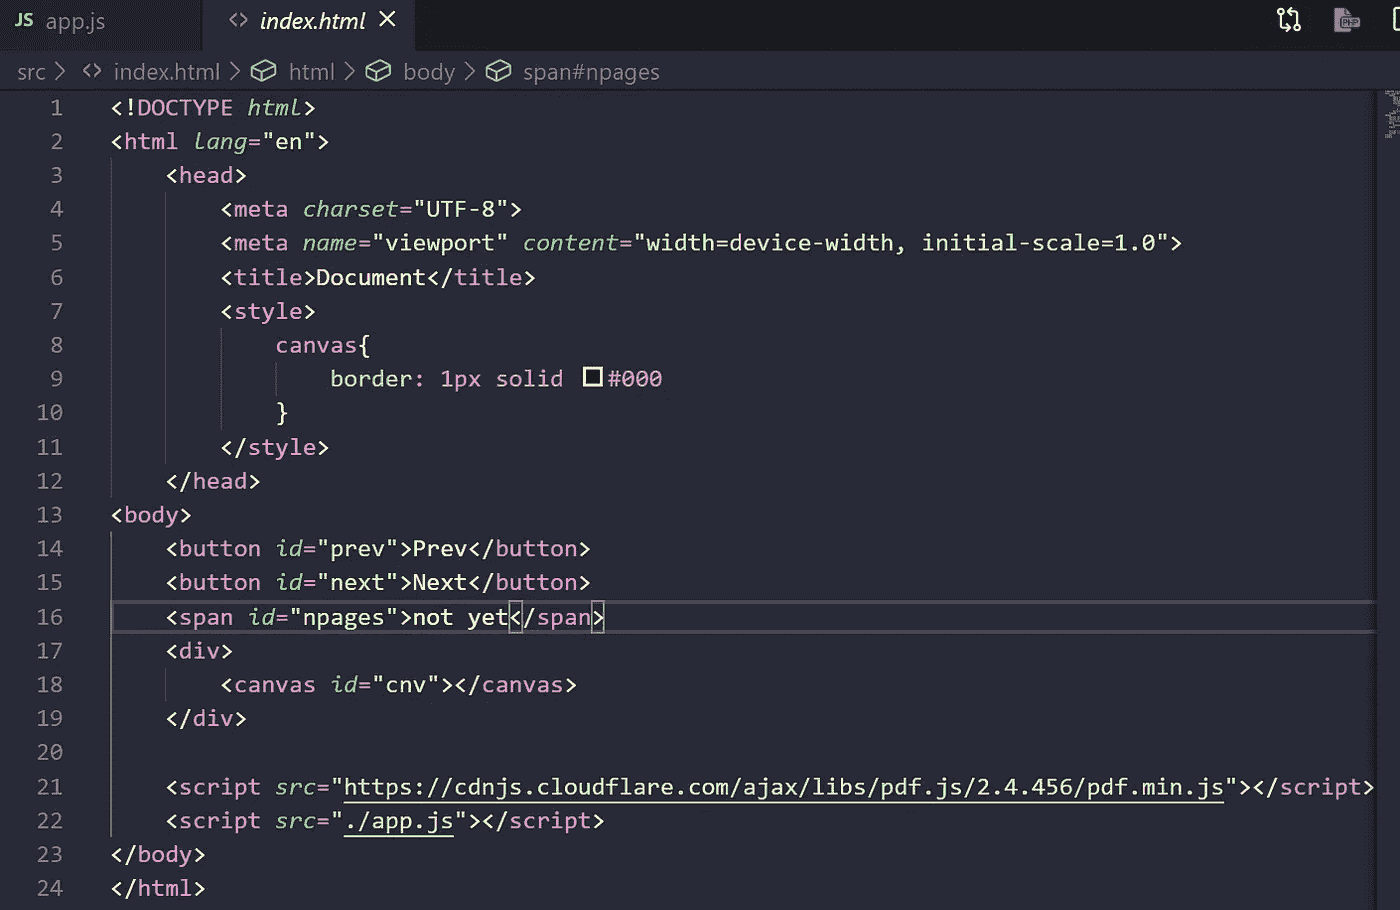 JS app.js <> index.html ×
src > <> index.html > html > body > span#npages
1 <!DOCTYPE html>
2 <html lang="en">
3     <head>
4         <meta charset="UTF-8">
5         <meta name="viewport" content="width=device-width, initial-scale=1.0">
6         <title>Document</title>
7         <style>
8             canvas{
9                 border: 1px solid #000
10             }
11         </style>
12     </head>
13 <body>
14     <button id="prev">Prev</button>
15     <button id="next">Next</button>
16     <span id="npages">not yet</span>
17     <div>
18         <canvas id="cnv"></canvas>
19     </div>
20
21     <script src="https://cdnjs.cloudflare.com/ajax/libs/pdf.js/2.4.456/pdf.min.js"></script>
22     <script src="./app.js"></script>
23 </body>
24 </html>